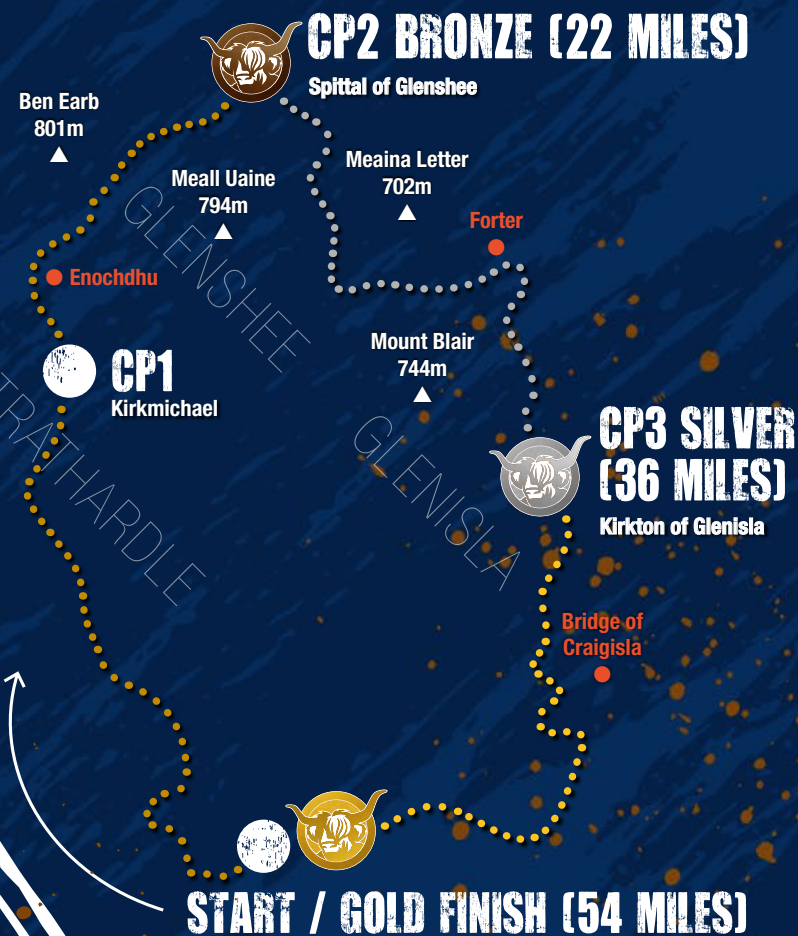 CP2 BRONZE (22 MILES)
Spittal of Glenshee
Ben Earb
801m
Meall Uaine
794m
Meaina Letter
702m
Forter
GLENSHEE
Enochdhu
Mount Blair
744m
CP1
Kirkmichael
TRATHARDLE
GLENISLA
CP3 SILVER
(36 MILES)
Kirkton of Glenisla
Bridge of
Craigisla
START / GOLD FINISH (54 MILES)